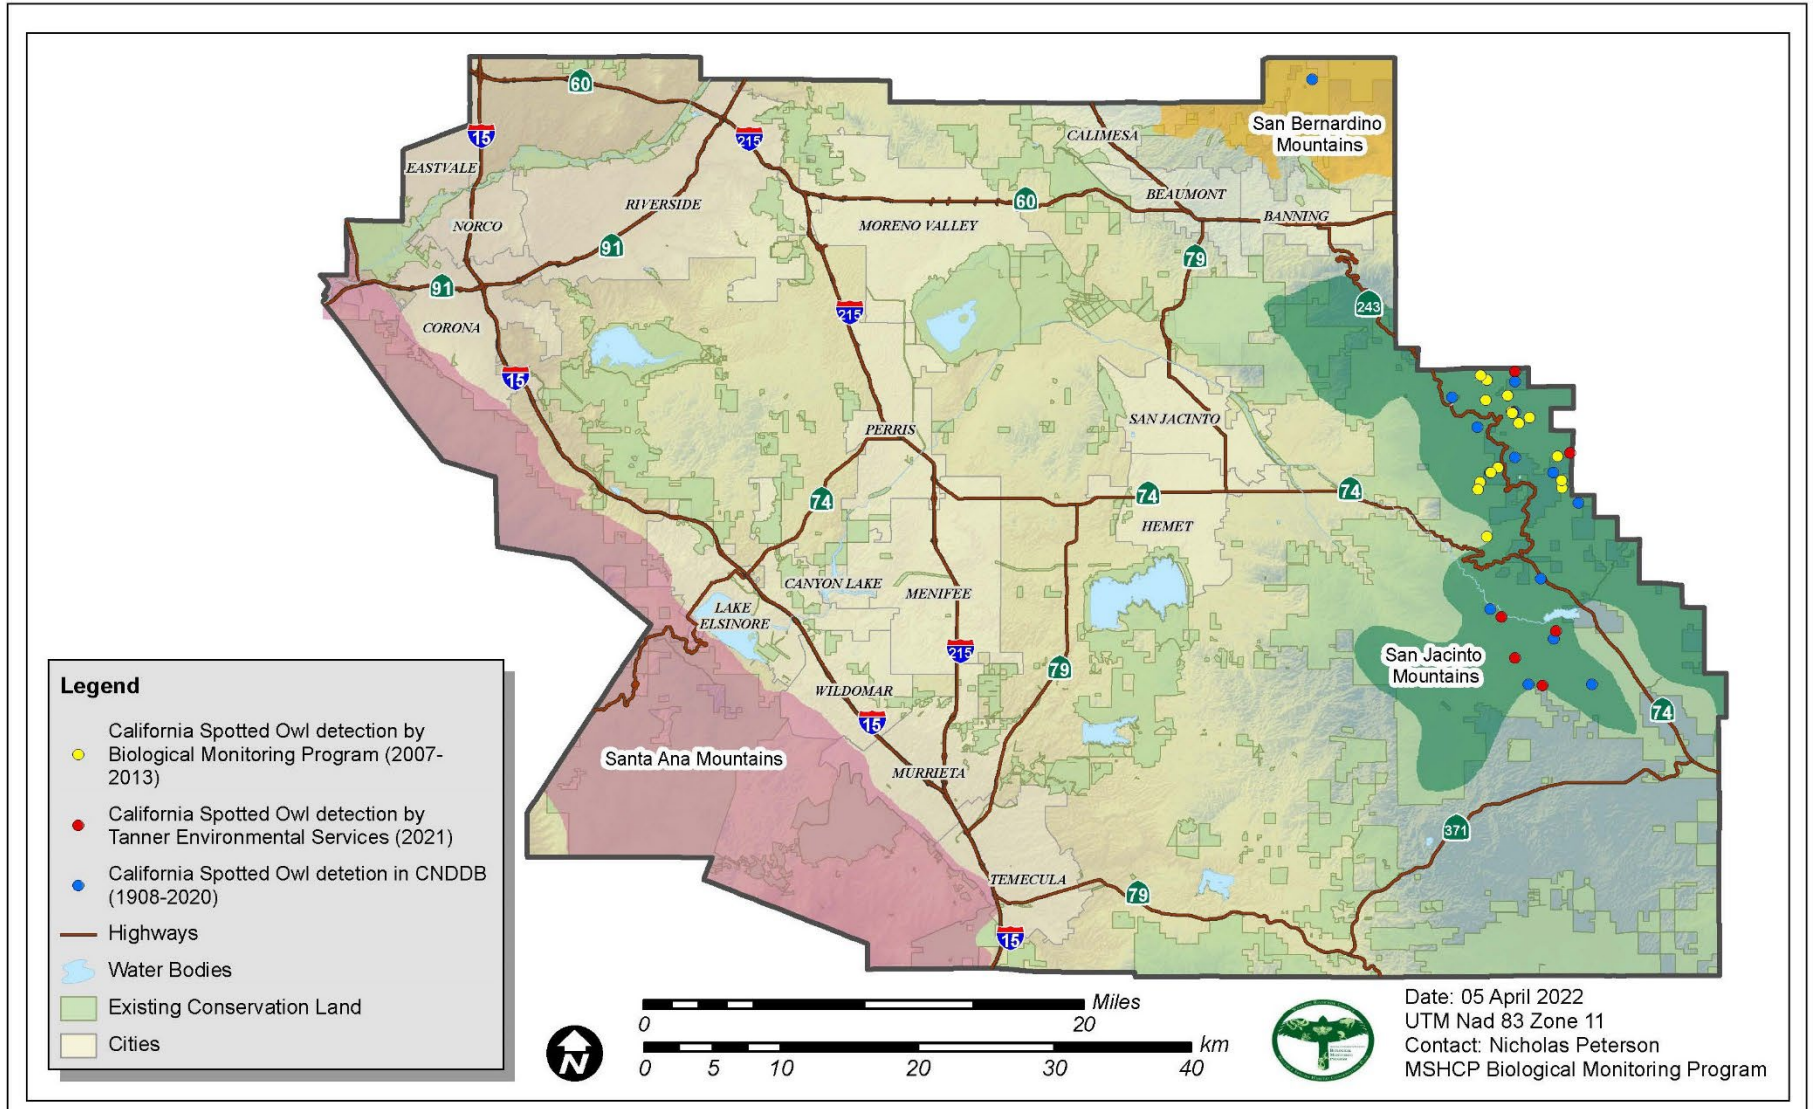 60
15
215
CALIMESA
San Bernardino
Mountains
EASTVALE
RIVERSIDE
60
BEAUMONT
NORCO
MORENO VALLEY
BANNING
91
79
91
215
243
CORONA
15
SAN JACINTO
PERRIS
74
74
74
HEMET
CANYON LAKE
MENIFEE
LAKE
ELSINORE
215
79
San Jacinto
Mountains
WILDOMAR
15
74
Santa Ana Mountains
MURRIETA
371
TEMECULA
79
15
Legend
California Spotted Owl detection by
Biological Monitoring Program (2007-
2013)
California Spotted Owl detection by
Tanner Environmental Services (2021)
California Spotted Owl detetion in CNDDB
(1908-2020)
Highways
Water Bodies
Existing Conservation Land
Cities
N
Miles
0 20
km
0 5 10 20 30 40
Date: 05 April 2022
UTM Nad 83 Zone 11
Contact: Nicholas Peterson
MSHCP Biological Monitoring Program